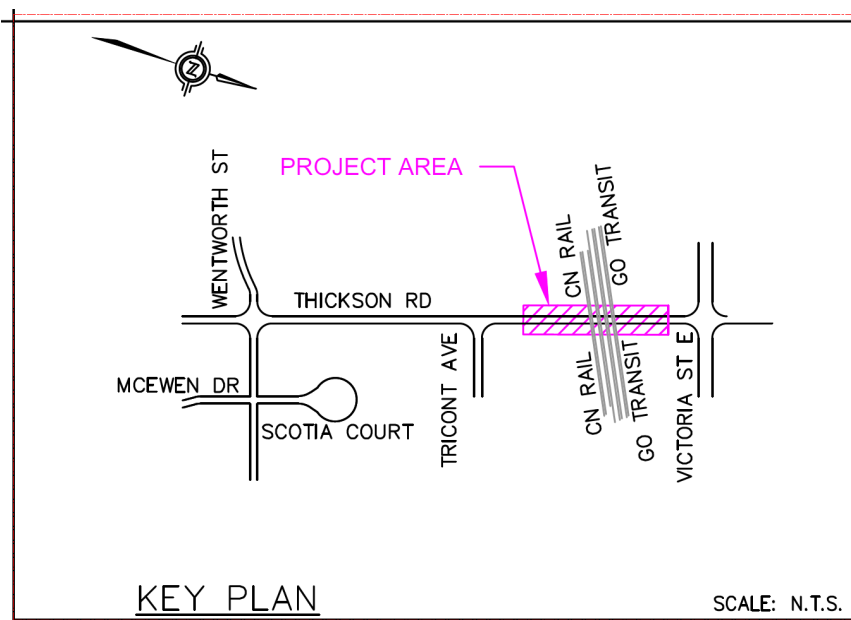 N
PROJECT AREA
WENTWORTH ST
THICKSON RD
CN RAIL
GO TRANSIT
MCEWEN DR
SCOTIA COURT
TRICONT AVE
CN RAIL
GO TRANSIT
VICTORIA ST E
KEY PLAN
SCALE: N.T.S.